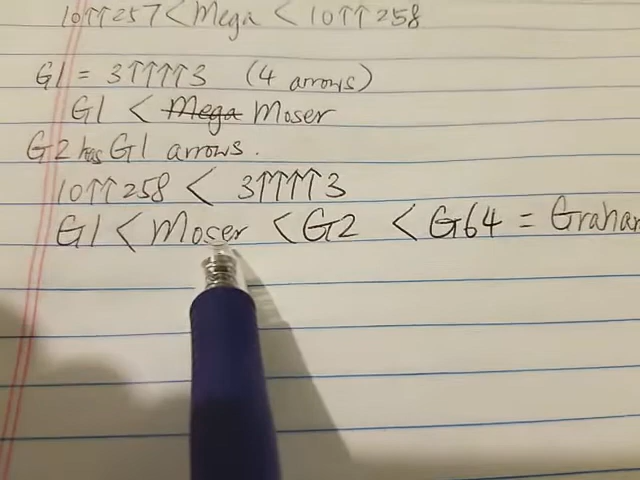 10↑↑257 < Mega < 10↑↑258
G1 = 3↑↑↑↑3 (4 arrows)
G1 < ~~Mega~~ Moser
G2 has G1 arrows.
10↑↑258 < 3↑↑↑↑3
G1 < Moser < G2 < G64 = Graham